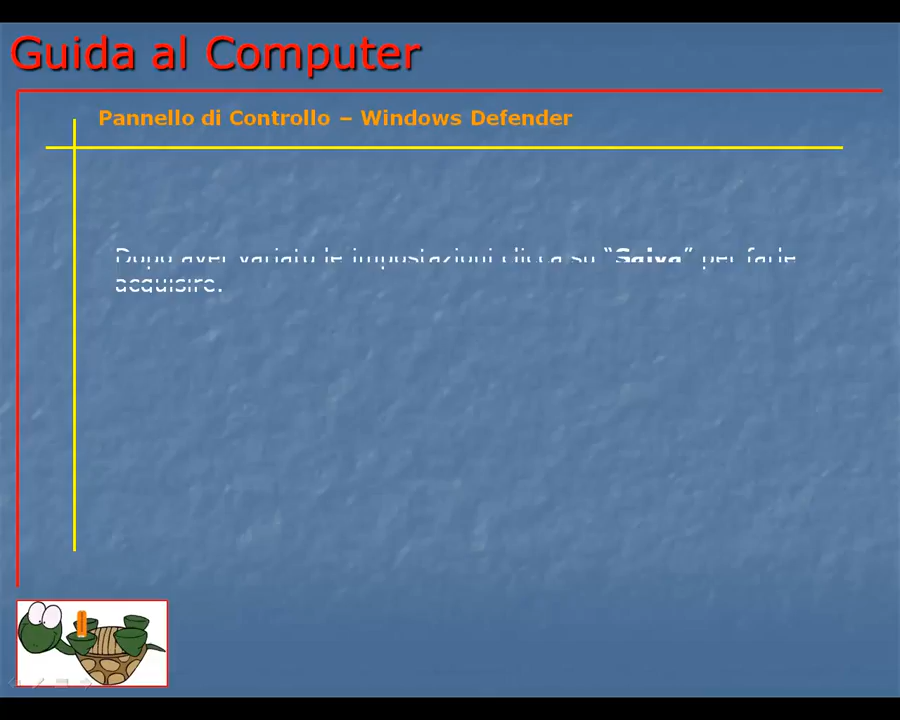 Guida al Computer
Pannello di Controllo – Windows Defender
Dopo aver variato le impostazioni clicca su “Salva” per farle
acquisire.